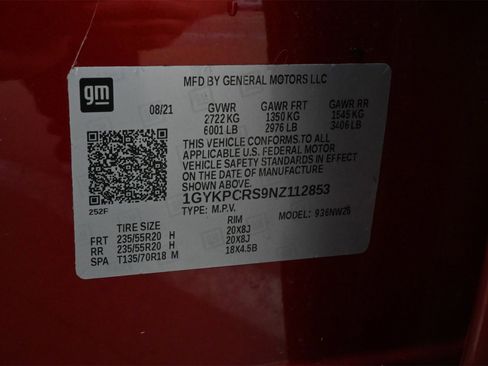 gm
MFD BY GENERAL MOTORS LLC
08/21 GVWR GAWR FRT GAWR RR
2722 KG 1350 KG 1545 KG
6001 LB 2976 LB 3406 LB
THIS VEHICLE CONFORMS TO ALL
APPLICABLE U.S. FEDERAL MOTOR
VEHICLE SAFETY STANDARDS IN EFFECT
ON THE DATE OF MANUFACTURE
SHOWN ABOVE.
1GYKPCRS9NZ112853
252F TYPE: M.P.V. MODEL: 936NW26
TIRE SIZE RIM
FRT 235/55R20 H 20X8J
RR 235/55R20 H 20X8J
SPA T135/70R18 M 18X4.5B